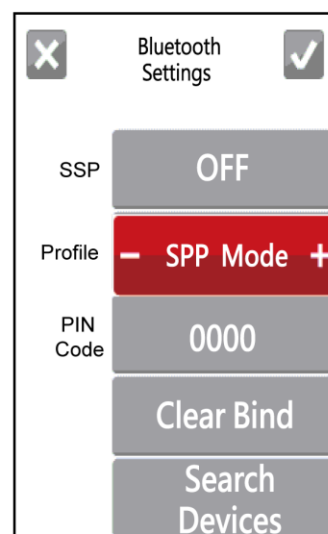 Bluetooth
Settings
SSP
OFF
Profile
− SPP Mode +
PIN
Code
0000
Clear Bind
Search
Devices